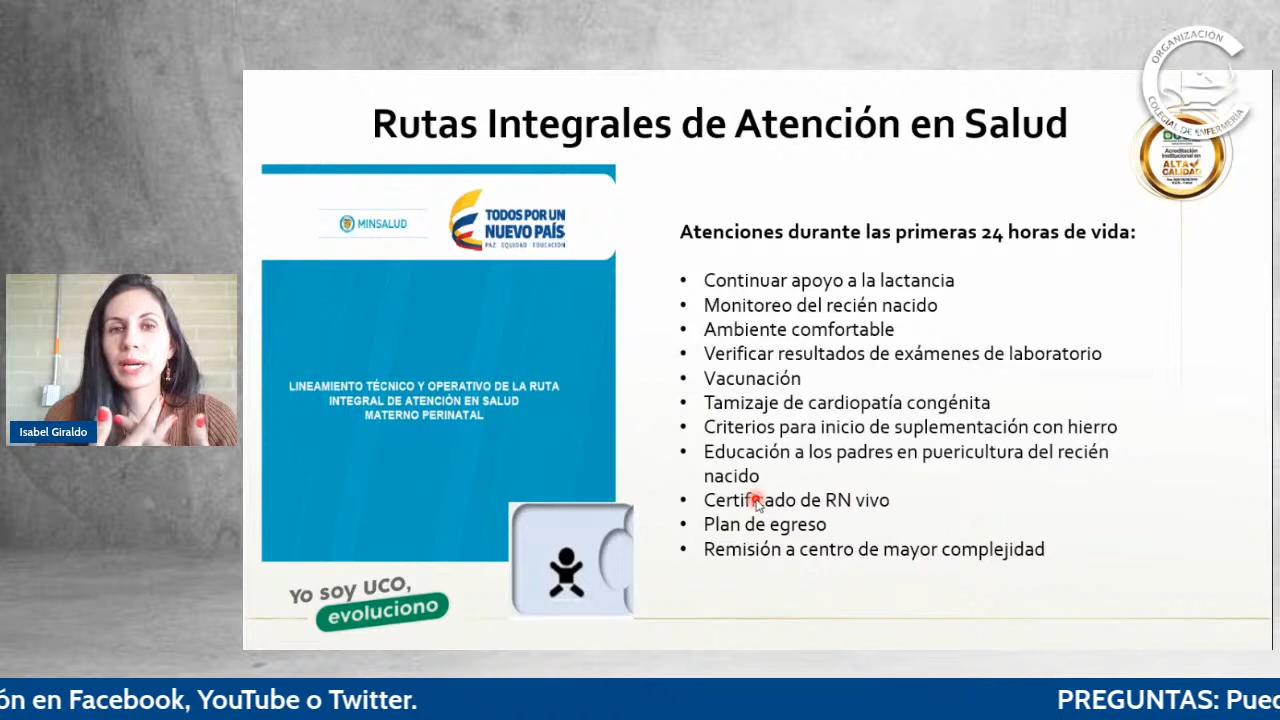 ORGANIZACIÓN
COLEGIAL DE ENFERMERÍA
Rutas Integrales de Atención en Salud
Acreditación
Institucional en
ALTA
CALIDAD
MINSALUD
TODOS POR UN
NUEVO PAÍS
PAZ EQUIDAD EDUCACIÓN
LINEAMIENTO TÉCNICO Y OPERATIVO DE LA RUTA
INTEGRAL DE ATENCIÓN EN SALUD
MATERNO PERINATAL
Atenciones durante las primeras 24 horas de vida:
• Continuar apoyo a la lactancia
• Monitoreo del recién nacido
• Ambiente comfortable
• Verificar resultados de exámenes de laboratorio
• Vacunación
• Tamizaje de cardiopatía congénita
• Criterios para inicio de suplementación con hierro
• Educación a los padres en puericultura del recién
nacido
• Certificado de RN vivo
• Plan de egreso
• Remisión a centro de mayor complejidad
Isabel Giraldo
Yo soy UCO,
evoluciono
ón en Facebook, YouTube o Twitter.
PREGUNTAS: Pued